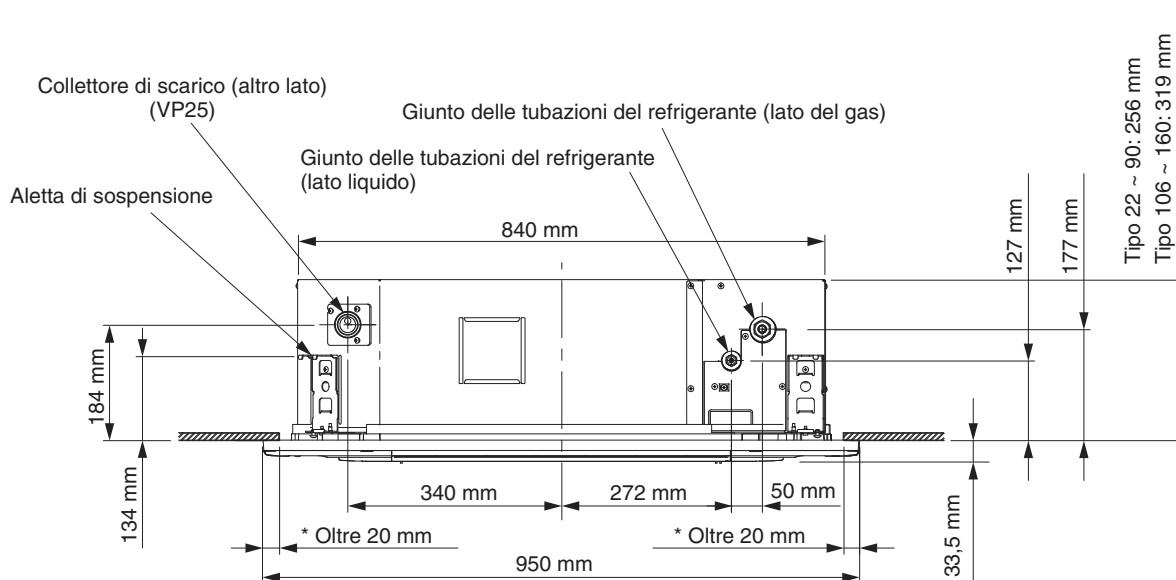 Collettore di scarico (altro lato)
(VP25)
Giunto delle tubazioni del refrigerante (lato del gas)
Giunto delle tubazioni del refrigerante
(lato liquido)
Aletta di sospensione
840 mm
127 mm
177 mm
Tipo 22 ~ 90: 256 mm
Tipo 106 ~ 160: 319 mm
184 mm
134 mm
340 mm
272 mm
50 mm
33,5 mm
* Oltre 20 mm
* Oltre 20 mm
950 mm